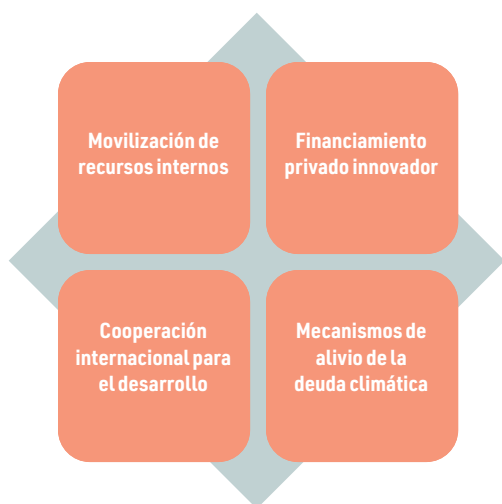 Movilización de
recursos internos
Financiamiento
privado innovador
Cooperación
internacional para
el desarrollo
Mecanismos de
alivio de la
deuda climática